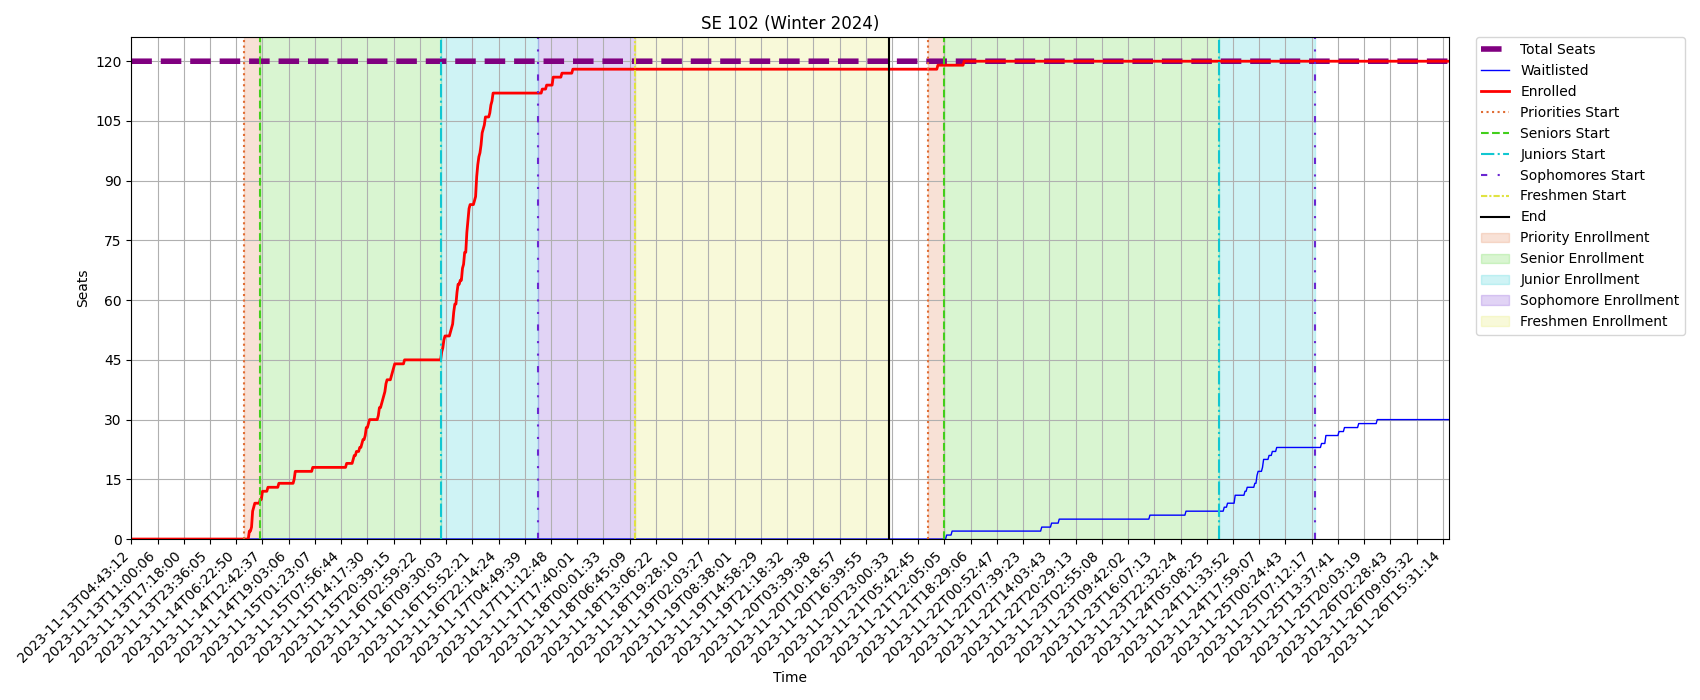 SE 102 (Winter 2024)
Seats
120
105
90
75
60
45
30
15
0
2023-11-13T04:43:12
2023-11-13T11:00:06
2023-11-13T17:18:00
2023-11-13T23:36:05
2023-11-14T06:22:50
2023-11-14T12:42:37
2023-11-14T19:03:06
2023-11-15T01:23:07
2023-11-15T07:56:44
2023-11-15T14:17:30
2023-11-15T20:39:15
2023-11-16T02:59:22
2023-11-16T09:30:03
2023-11-16T15:52:21
2023-11-16T22:14:24
2023-11-17T04:49:39
2023-11-17T11:12:48
2023-11-17T17:40:01
2023-11-18T00:01:33
2023-11-18T06:45:09
2023-11-18T13:06:22
2023-11-18T19:28:10
2023-11-19T02:03:27
2023-11-19T08:38:01
2023-11-19T14:58:29
2023-11-19T21:18:32
2023-11-20T03:39:38
2023-11-20T10:18:57
2023-11-20T16:39:55
2023-11-20T23:00:33
2023-11-21T05:42:45
2023-11-21T12:05:05
2023-11-21T18:29:06
2023-11-22T00:52:47
2023-11-22T07:39:23
2023-11-22T14:03:43
2023-11-22T20:29:13
2023-11-23T02:55:08
2023-11-23T09:42:02
2023-11-23T16:07:13
2023-11-23T22:32:24
2023-11-24T05:08:25
2023-11-24T11:33:52
2023-11-24T17:59:07
2023-11-25T00:24:43
2023-11-25T07:12:17
2023-11-25T13:37:41
2023-11-25T20:03:19
2023-11-26T02:28:43
2023-11-26T09:05:32
2023-11-26T15:31:14
Time
Total Seats
Waitlisted
Enrolled
Priorities Start
Seniors Start
Juniors Start
Sophomores Start
Freshmen Start
End
Priority Enrollment
Senior Enrollment
Junior Enrollment
Sophomore Enrollment
Freshmen Enrollment